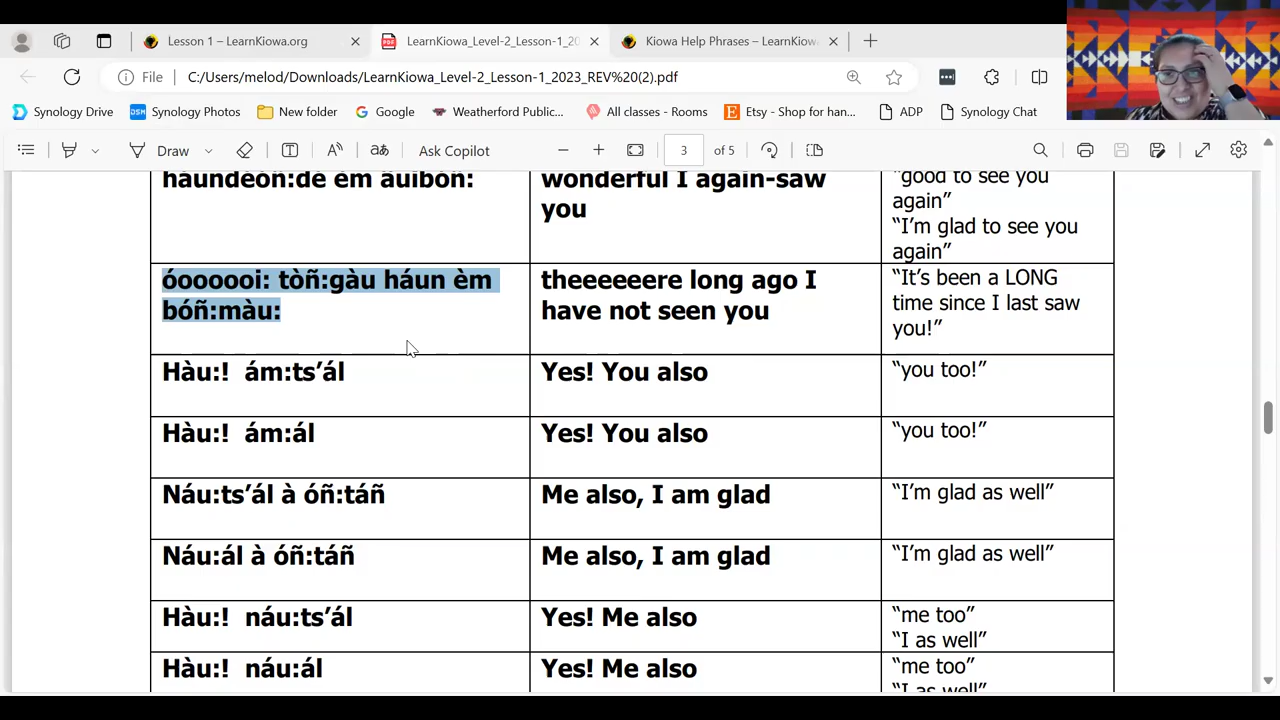 Lesson 1 – LearnKiowa.org
LearnKiowa_Level-2_Lesson-1_20
Kiowa Help Phrases – LearnKiow
File
C:/Users/melod/Downloads/LearnKiowa_Level-2_Lesson-1_2023_REV%20(2).pdf
Synology Drive
DSM Synology Photos
New folder
Google
Weatherford Public...
All classes - Rooms
Etsy - Shop for han...
ADP
Synology Chat
Draw
Ask Copilot
3 of 5
háundéóñ:dè èm áuibóñ:
wonderful I again-saw
you
“good to see you
again”
“I’m glad to see you
again”
óoooooi: tòñ:gàu háun èm
bóñ:màu:
theeeeeere long ago I
have not seen you
“It’s been a LONG
time since I last saw
you!”
Hàu:! ám:ts’ál
Yes! You also
“you too!”
Hàu:! ám:ál
Yes! You also
“you too!”
Náu:ts’ál à óñ:táñ
Me also, I am glad
“I’m glad as well”
Náu:ál à óñ:táñ
Me also, I am glad
“I’m glad as well”
Hàu:! náu:ts’ál
Yes! Me also
“me too”
“I as well”
Hàu:! náu:ál
Yes! Me also
“me too”
“I as well”